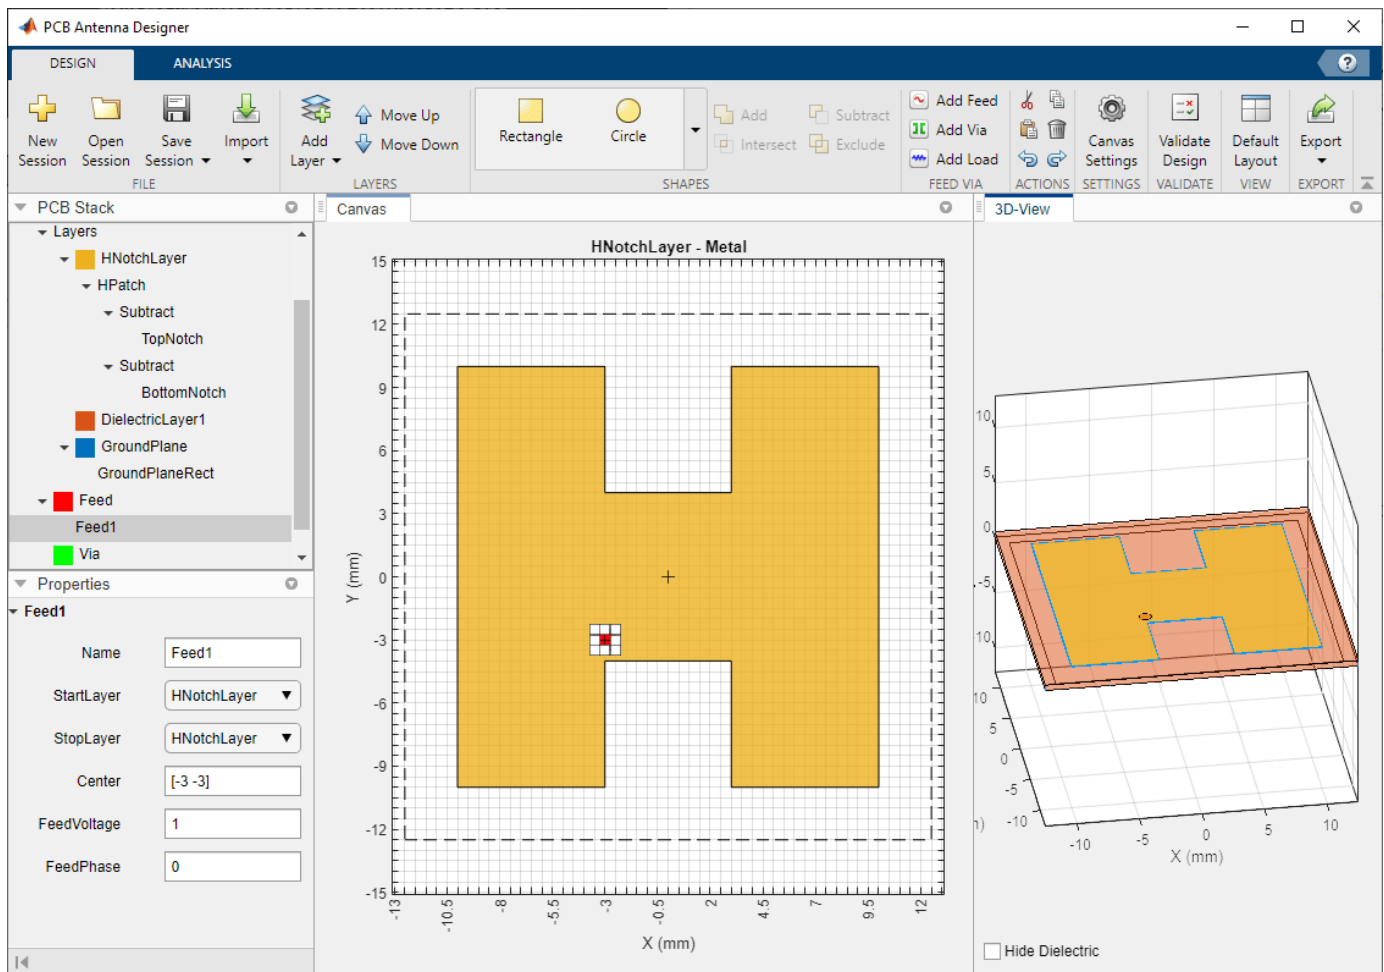 PCB Antenna Designer
DESIGN
ANALYSIS
?
New Session
Open Session
Save Session
Import
FILE
Add Layer
Move Up
Move Down
LAYERS
Rectangle
Circle
Add
Subtract
Intersect
Exclude
SHAPES
Add Feed
Add Via
Add Load
FEED VIA
ACTIONS
Canvas Settings
SETTINGS
Validate Design
VALIDATE
Default Layout
VIEW
Export
EXPORT
PCB Stack
Layers
HNotchLayer
HPatch
Subtract
TopNotch
Subtract
BottomNotch
DielectricLayer1
GroundPlane
GroundPlaneRect
Feed
Feed1
Via
Properties
Feed1
Name Feed1
StartLayer HNotchLayer
StopLayer HNotchLayer
Center [-3 -3]
FeedVoltage 1
FeedPhase 0
Canvas
HNotchLayer - Metal
15
12
9
6
3
0
-3
-6
-9
-12
-15
Y (mm)
-13 -10.5 -8 -5.5 -3 -0.5 2 4.5 7 9.5 12
X (mm)
3D-View
10
5
0
-5
10
10
5
0
-5
-10
-10 -5 0 5 10
X (mm)
Hide Dielectric